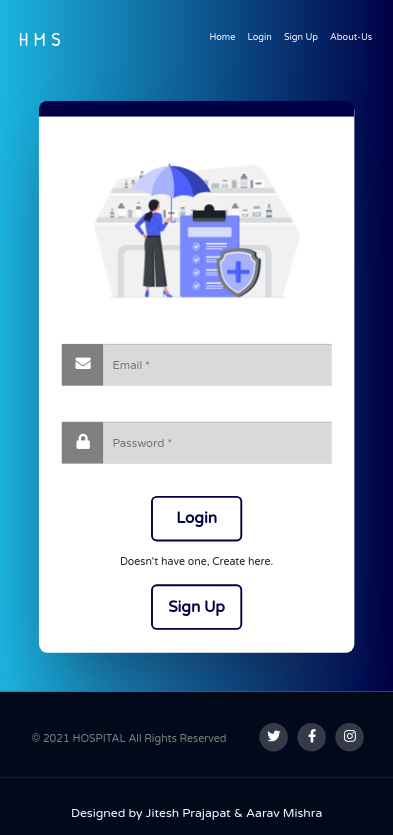 HMS
Home Login Sign Up About-Us
Email *
Password *
Login
Doesn't have one, Create here.
Sign Up
© 2021 HOSPITAL All Rights Reserved
Designed by Jitesh Prajapat & Aarav Mishra